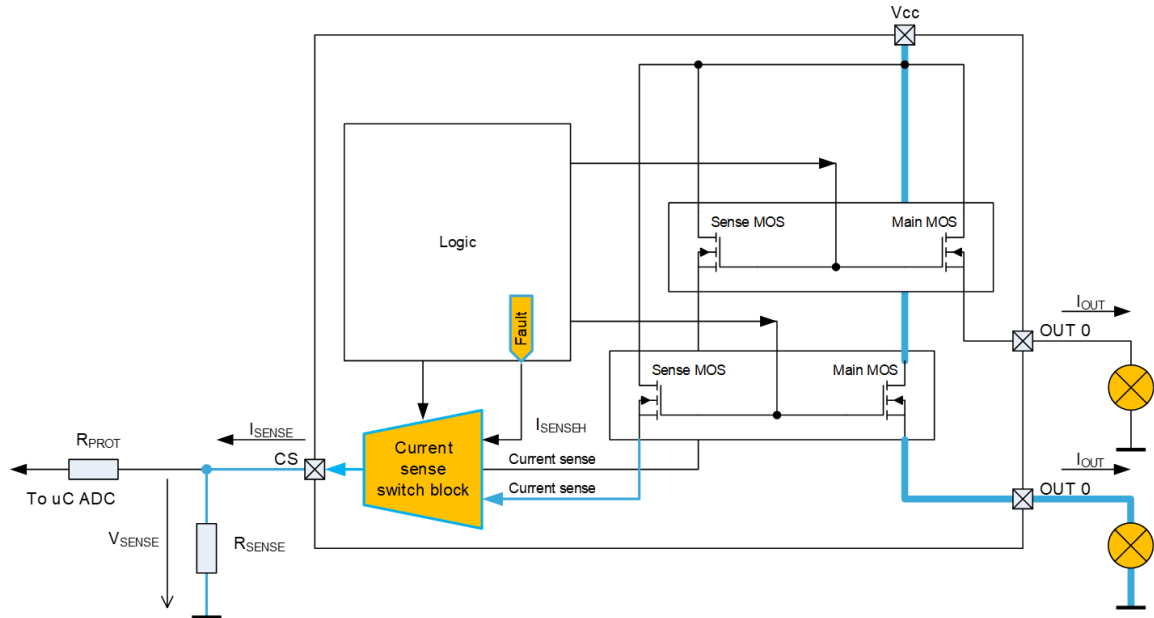 Vcc
Logic
Fault
Sense MOS
Main MOS
Sense MOS
Main MOS
I_OUT
OUT 0
I_OUT
OUT 0
I_SENSEH
Current sense
Current sense
Current
sense
switch block
I_SENSE
CS
R_PROT
To uC ADC
V_SENSE
R_SENSE